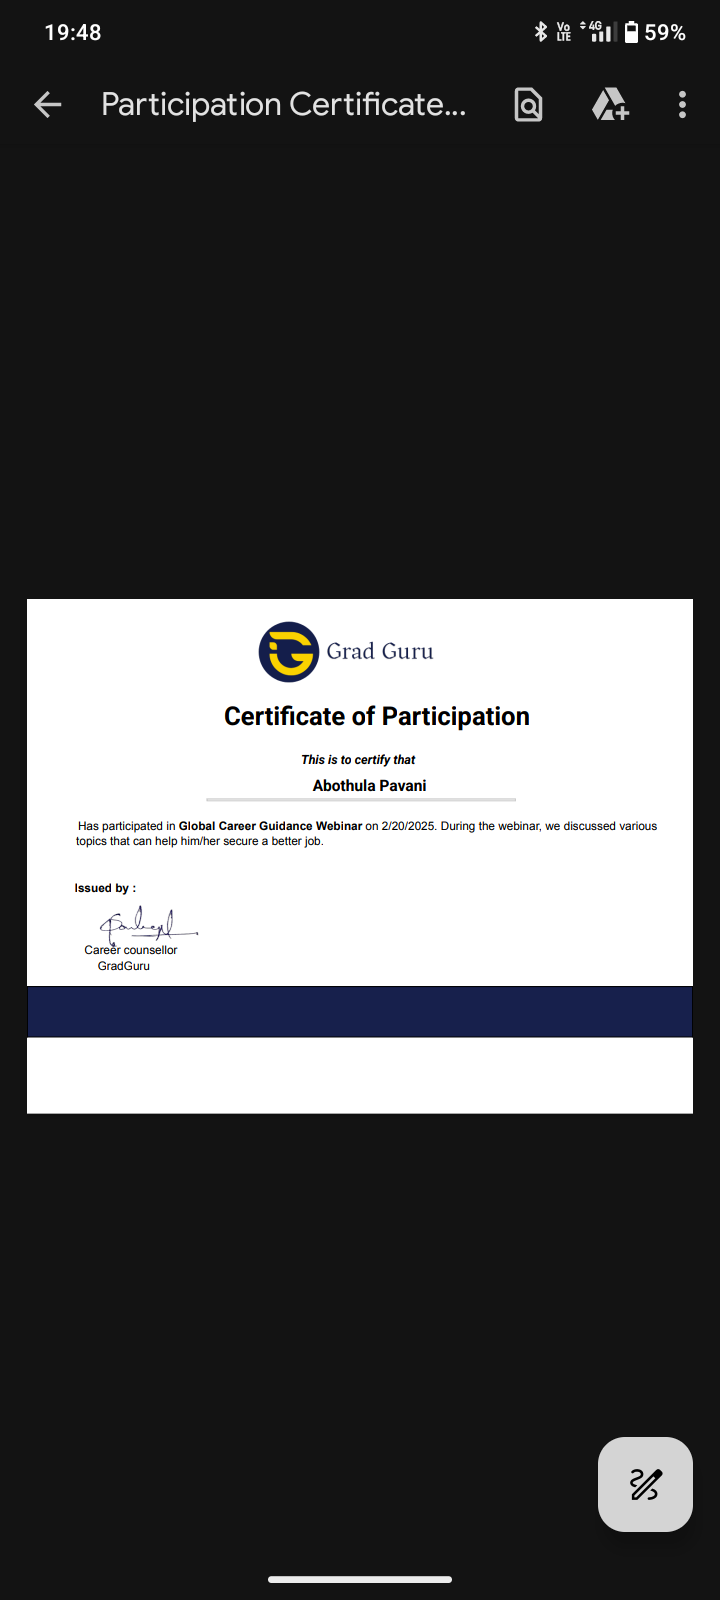 19:48
Vo
LTE
4G
59%
Participation Certificate...
Grad Guru
Certificate of Participation
This is to certify that
Abothula Pavani
Has participated in Global Career Guidance Webinar on 2/20/2025. During the webinar, we discussed various
topics that can help him/her secure a better job.
Issued by :
Career counsellor
GradGuru